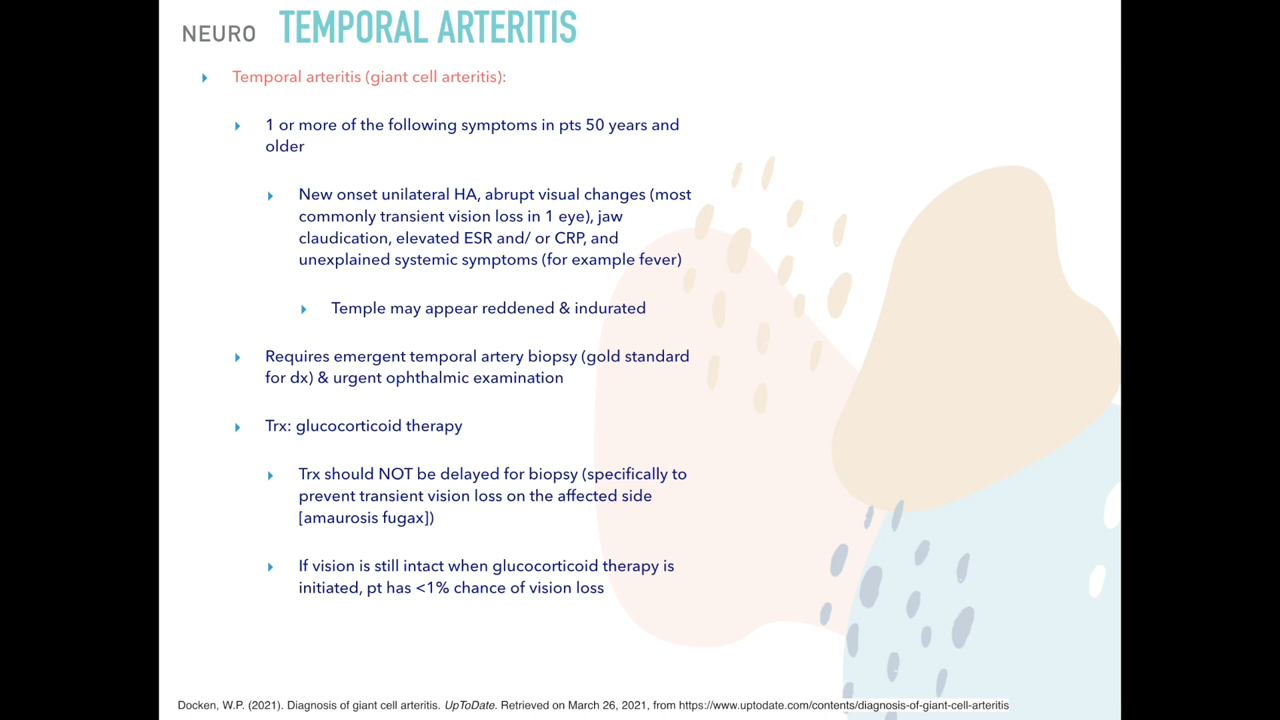 NEURO TEMPORAL ARTERITIS
Temporal arteritis (giant cell arteritis):
1 or more of the following symptoms in pts 50 years and
older
New onset unilateral HA, abrupt visual changes (most
commonly transient vision loss in 1 eye), jaw
claudication, elevated ESR and/ or CRP, and
unexplained systemic symptoms (for example fever)
Temple may appear reddened & indurated
Requires emergent temporal artery biopsy (gold standard
for dx) & urgent ophthalmic examination
Trx: glucocorticoid therapy
Trx should NOT be delayed for biopsy (specifically to
prevent transient vision loss on the affected side
[amaurosis fugax])
If vision is still intact when glucocorticoid therapy is
initiated, pt has <1% chance of vision loss
Docken, W.P. (2021). Diagnosis of giant cell arteritis. UpToDate. Retrieved on March 26, 2021, from https://www.uptodate.com/contents/diagnosis-of-giant-cell-arteritis